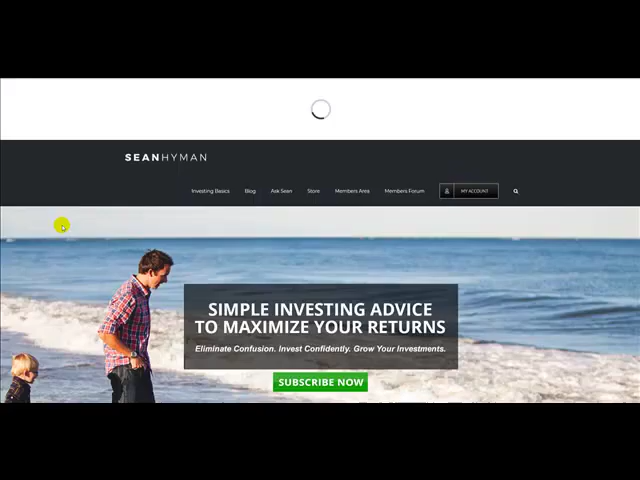 SEANHYMAN
Investing Basics Blog Ask Sean Store Members Area Members Forum MY ACCOUNT
SIMPLE INVESTING ADVICE
TO MAXIMIZE YOUR RETURNS
Eliminate Confusion. Invest Confidently. Grow Your Investments.
SUBSCRIBE NOW